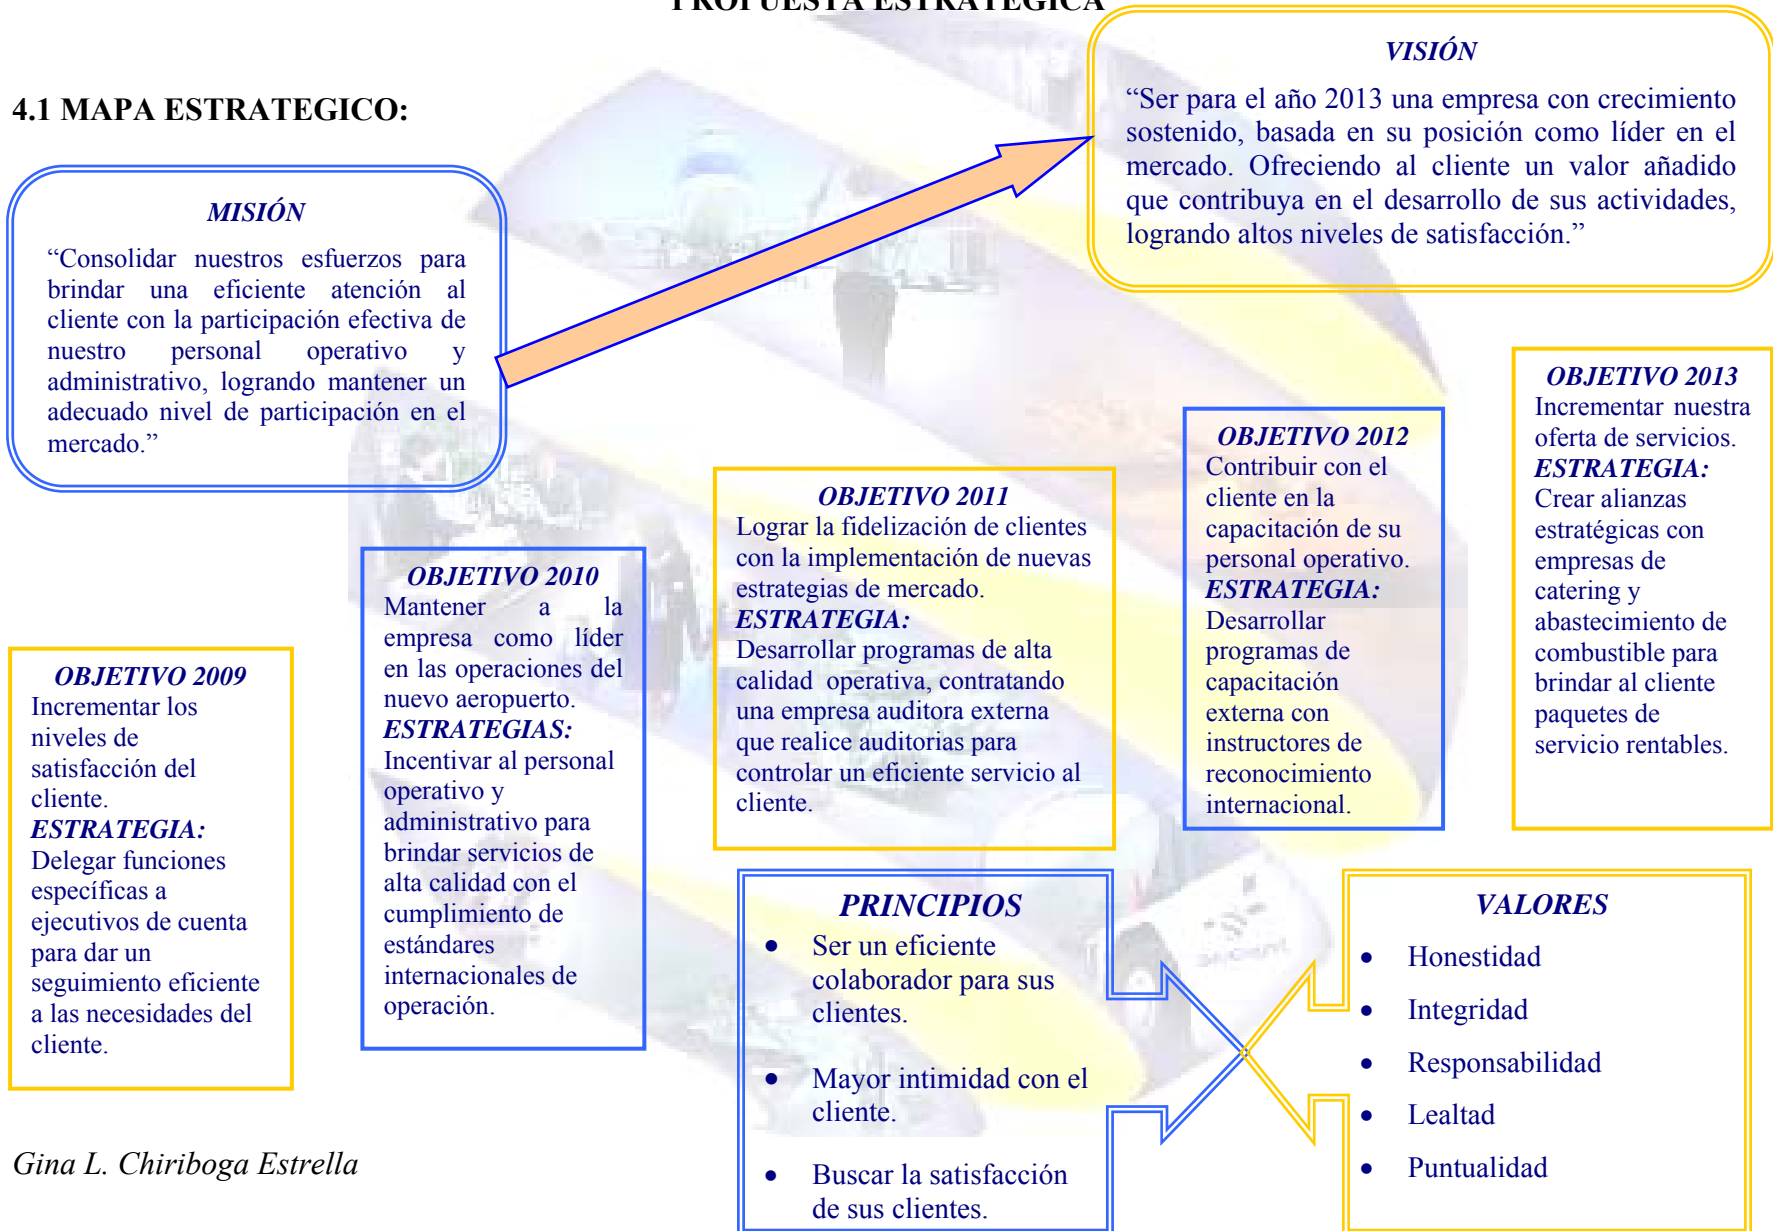 PROPUESTA ESTRATEGICA
4.1 MAPA ESTRATEGICO:
MISIÓN
“Consolidar nuestros esfuerzos para
brindar una eficiente atención al
cliente con la participación efectiva de
nuestro personal operativo y
administrativo, logrando mantener un
adecuado nivel de participación en el
mercado.”
VISIÓN
“Ser para el año 2013 una empresa con crecimiento
sostenido, basada en su posición como líder en el
mercado. Ofreciendo al cliente un valor añadido
que contribuya en el desarrollo de sus actividades,
logrando altos niveles de satisfacción.”
OBJETIVO 2009
Incrementar los
niveles de
satisfacción del
cliente.
ESTRATEGIA:
Delegar funciones
específicas a
ejecutivos de cuenta
para dar un
seguimiento eficiente
a las necesidades del
cliente.
OBJETIVO 2010
Mantener a la
empresa como líder
en las operaciones del
nuevo aeropuerto.
ESTRATEGIAS:
Incentivar al personal
operativo y
administrativo para
brindar servicios de
alta calidad con el
cumplimiento de
estándares
internacionales de
operación.
OBJETIVO 2011
Lograr la fidelización de clientes
con la implementación de nuevas
estrategias de mercado.
ESTRATEGIA:
Desarrollar programas de alta
calidad operativa, contratando
una empresa auditora externa
que realice auditorias para
controlar un eficiente servicio al
cliente.
OBJETIVO 2012
Contribuir con el
cliente en la
capacitación de su
personal operativo.
ESTRATEGIA:
Desarrollar
programas de
capacitación
externa con
instructores de
reconocimiento
internacional.
OBJETIVO 2013
Incrementar nuestra
oferta de servicios.
ESTRATEGIA:
Crear alianzas
estratégicas con
empresas de
catering y
abastecimiento de
combustible para
brindar al cliente
paquetes de
servicio rentables.
PRINCIPIOS
• Ser un eficiente
colaborador para sus
clientes.
• Mayor intimidad con el
cliente.
• Buscar la satisfacción
de sus clientes.
VALORES
• Honestidad
• Integridad
• Responsabilidad
• Lealtad
• Puntualidad
Gina L. Chiriboga Estrella